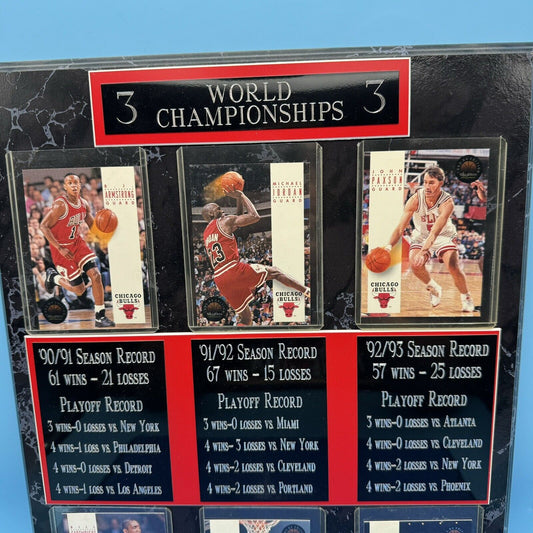 3 WORLD CHAMPIONSHIPS 3
B.J. ARMSTRONG
GUARD
CHICAGO
BULLS
1
MICHAEL
JORDAN
GUARD
CHICAGO
BULLS
JOHN
PAXSON
GUARD
CHICAGO
BULLS
'90/'91 SEASON RECORD
61 WINS – 21 LOSSES
PLAYOFF RECORD
3 WINS–0 LOSSES VS. NEW YORK
4 WINS–1 LOSS VS. PHILADELPHIA
4 WINS–0 LOSSES VS. DETROIT
4 WINS–1 LOSS VS. LOS ANGELES
'91/'92 SEASON RECORD
67 WINS – 15 LOSSES
PLAYOFF RECORD
3 WINS–0 LOSSES VS. MIAMI
4 WINS–3 LOSSES VS. NEW YORK
4 WINS–2 LOSSES VS. CLEVELAND
4 WINS–2 LOSSES VS. PORTLAND
'92/'93 SEASON RECORD
57 WINS – 25 LOSSES
PLAYOFF RECORD
3 WINS–0 LOSSES VS. ATLANTA
4 WINS–0 LOSSES VS. CLEVELAND
4 WINS–2 LOSSES VS. NEW YORK
4 WINS–2 LOSSES VS. PHOENIX